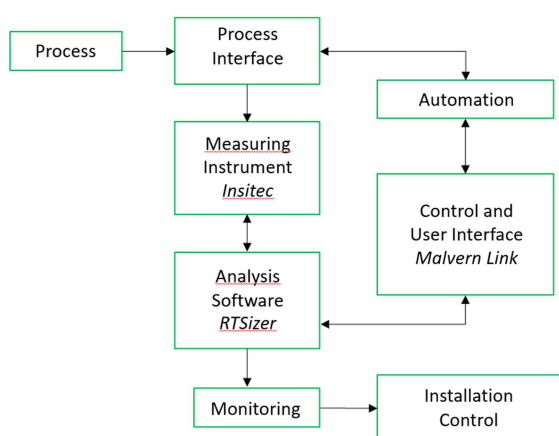 Process
Process
Interface
Automation
Measuring
Instrument
Insitec
Control and
User Interface
Malvern Link
Analysis
Software
RTSizer
Monitoring
Installation
Control